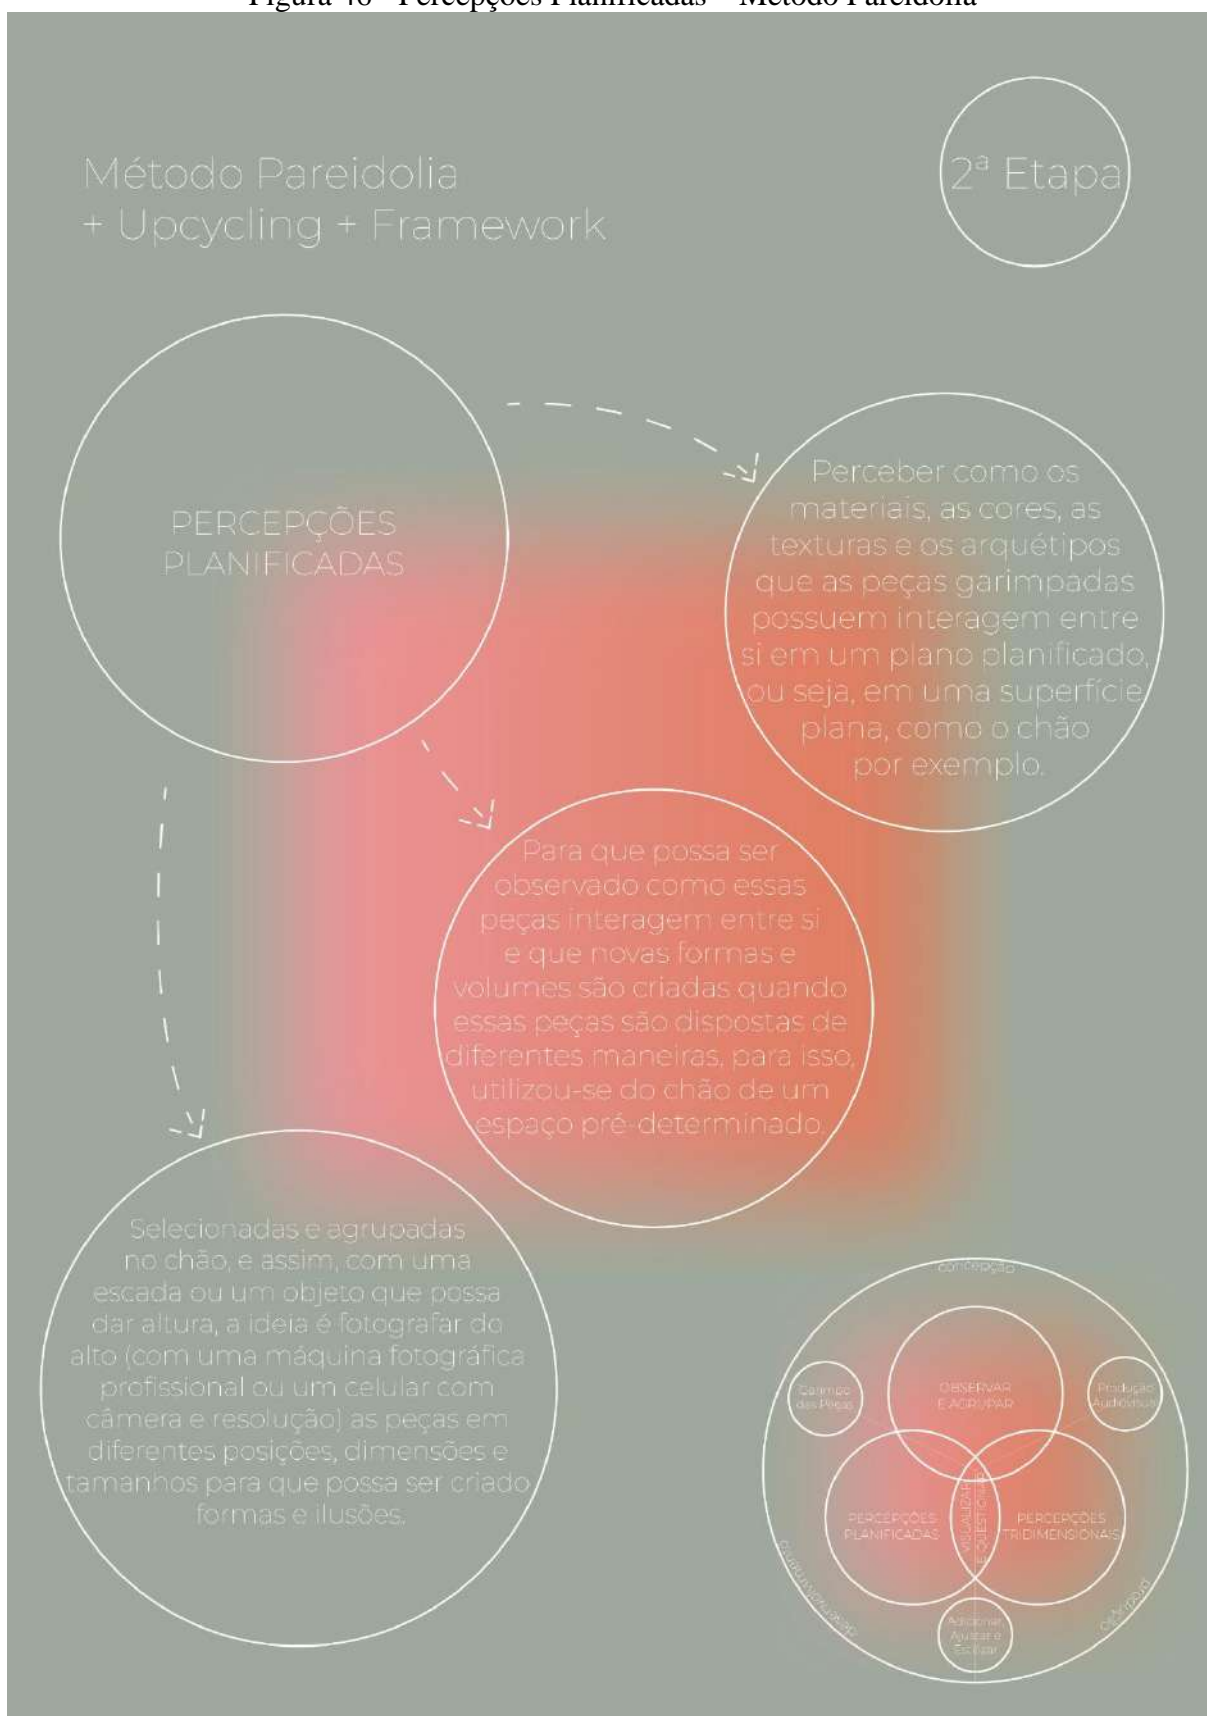 Figura 48 - Percepções Planificadas – Método Pareidolia
Método Pareidolia
+ Upcycling + Framework
2ª Etapa
PERCEPÇÕES
PLANIFICADAS
Perceber como os
materiais, as cores, as
texturas e os arquétipos
que as peças garimpadas
possuem interagem entre
si em um plano planificado,
ou seja, em uma superfície
plana, como o chão
por exemplo.
Para que possa ser
observado como essas
peças interagem entre si
e que novas formas e
volumes são criadas quando
essas peças são dispostas de
diferentes maneiras, para isso,
utilizou-se do chão de um
espaço pré-determinado.
Selecionadas e agrupadas
no chão, e assim, com uma
escada ou um objeto que possa
dar altura, a ideia é fotografar do
alto (com uma máquina fotográfica
profissional ou um celular com
câmera e resolução) as peças em
diferentes posições, dimensões e
tamanhos para que possa ser criado
formas e ilusões.
concepção
OBSERVAR
E AGRUPAR
Garimpo
das Peças
Produção
Audiovisual
VISUALIZAR
E QUESTIONAR
PERCEPÇÕES
PLANIFICADAS
PERCEPÇÕES
TRIDIMENSIONAIS
desenvolvimento
produção
Adicionar,
Ajustar e
Estilizar